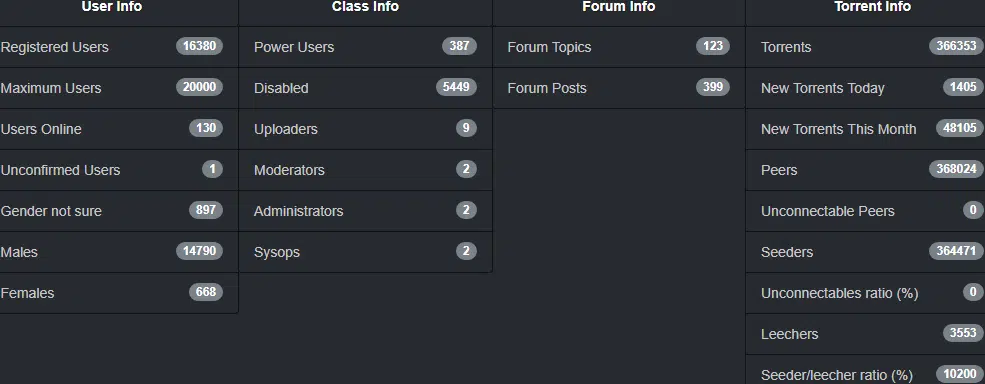 User Info Class Info Forum Info Torrent Info
Registered Users 16380 Power Users 387 Forum Topics 123 Torrents 366353
Maximum Users 20000 Disabled 5449 Forum Posts 399 New Torrents Today 1405
Users Online 130 Uploaders 9 New Torrents This Month 48105
Unconfirmed Users 1 Moderators 2 Peers 368024
Gender not sure 897 Administrators 2 Unconnectable Peers 0
Males 14790 Sysops 2 Seeders 364471
Females 668 Unconnectables ratio (%) 0
Leechers 3553
Seeder/leecher ratio (%) 10200